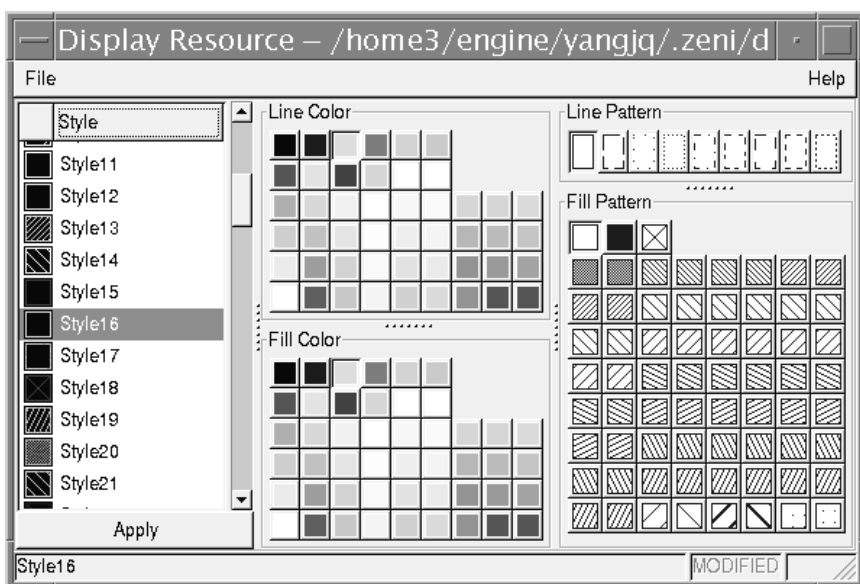 Display Resource – /home3/engine/yangjq/.zeni/d
File
Help
Style
Style11
Style12
Style13
Style14
Style15
Style16
Style17
Style18
Style19
Style20
Style21
Apply
Line Color
Fill Color
Line Pattern
Fill Pattern
Style16
MODIFIED